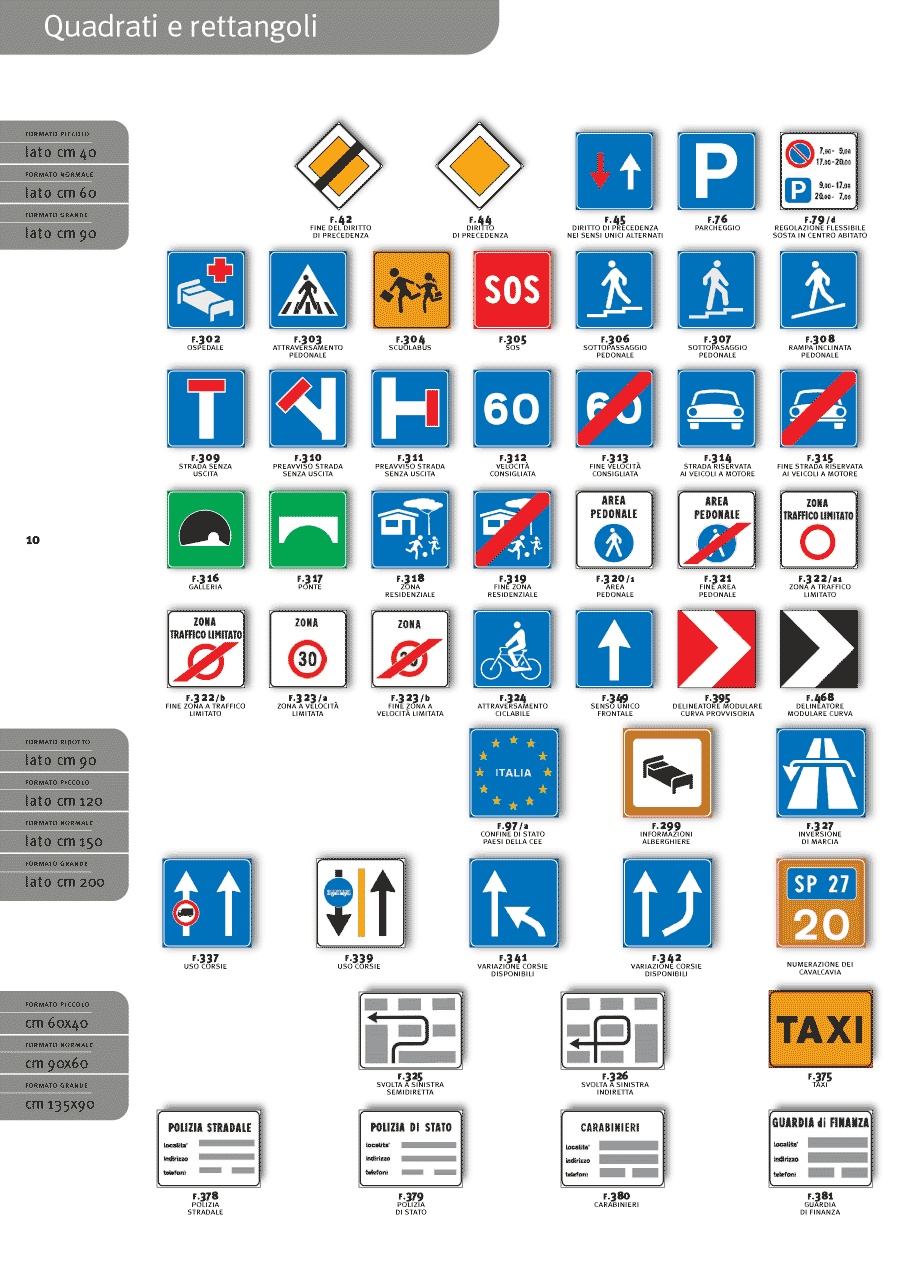 Quadrati e rettangoli
FORMATO PICCOLO
lato cm 40
FORMATO NORMALE
lato cm 60
FORMATO GRANDE
lato cm 90
7,00 - 9,00
17,00-20,00
P
P
9,00-17,00
20,00- 7,00
F.42
FINE DEL DIRITTO
DI PRECEDENZA
F.44
DIRITTO
DI PRECEDENZA
F.45
DIRITTO DI PRECEDENZA
NEI SENSI UNICI ALTERNATI
F.76
PARCHEGGIO
F.79/d
REGOLAZIONE FLESSIBILE
SOSTA IN CENTRO ABITATO
SOS
F.302
OSPEDALE
F.303
ATTRAVERSAMENTO
PEDONALE
F.304
SCUOLABUS
F.305
SOS
F.306
SOTTOPASSAGGIO
PEDONALE
F.307
SOTTOPASAGGIO
PEDONALE
F.308
RAMPA INCLINATA
PEDONALE
60
60
F.309
STRADA SENZA
USCITA
F.310
PREAVVISO STRADA
SENZA USCITA
F.311
PREAVVISO STRADA
SENZA USCITA
F.312
VELOCITÀ
CONSIGLIATA
F.313
FINE VELOCITÀ
CONSIGLIATA
F.314
STRADA RISERVATA
AI VEICOLI A MOTORE
F.315
FINE STRADA RISERVATA
AI VEICOLI A MOTORE
10
AREA
PEDONALE
AREA
PEDONALE
ZONA
TRAFFICO LIMITATO
F.316
GALLERIA
F.317
PONTE
F.318
ZONA
RESIDENZIALE
F.319
FINE ZONA
RESIDENZIALE
F.320/1
AREA
PEDONALE
F.321
FINE AREA
PEDONALE
F.322/a1
ZONA A TRAFFICO
LIMITATO
ZONA
TRAFFICO LIMITATO
ZONA
30
ZONA
30
F.322/b
FINE ZONA A TRAFFICO
LIMITATO
F.323/a
ZONA A VELOCITÀ
LIMITATA
F.323/b
FINE ZONA A
VELOCITÀ LIMITATA
F.324
ATTRAVERSAMENTO
CICLABILE
F.349
SENSO UNICO
FRONTALE
F.395
DELINEATORE MODULARE
CURVA PROVVISORIA
F.468
DELINEATORE
MODULARE CURVA
FORMATO RIDOTTO
lato cm 90
FORMATO PICCOLO
lato cm 120
FORMATO NORMALE
lato cm 150
FORMATO GRANDE
lato cm 200
ITALIA
F.97/a
CONFINE DI STATO
PAESI DELLA CEE
F.299
INFORMAZIONI
ALBERGHIERE
F.327
INVERSIONE
DI MARCIA
SP 27
20
F.337
USO CORSIE
F.339
USO CORSIE
F.341
VARIAZIONE CORSIE
DISPONIBILI
F.342
VARIAZIONE CORSIE
DISPONIBILI
NUMERAZIONE DEI
CAVALCAVIA
FORMATO PICCOLO
cm 60x40
FORMATO NORMALE
cm 90x60
FORMATO GRANDE
cm 135x90
TAXI
F.325
SVOLTA A SINISTRA
SEMIDIRETTA
F.326
SVOLTA A SINISTRA
INDIRETTA
F.375
TAXI
POLIZIA STRADALE
localita'
indirizzo
telefoni
POLIZIA DI STATO
localita'
indirizzo
telefoni
CARABINIERI
localita'
indirizzo
telefoni
GUARDIA di FINANZA
localita'
indirizzo
telefoni
F.378
POLIZIA
STRADALE
F.379
POLIZIA
DI STATO
F.380
CARABINIERI
F.381
GUARDIA
DI FINANZA